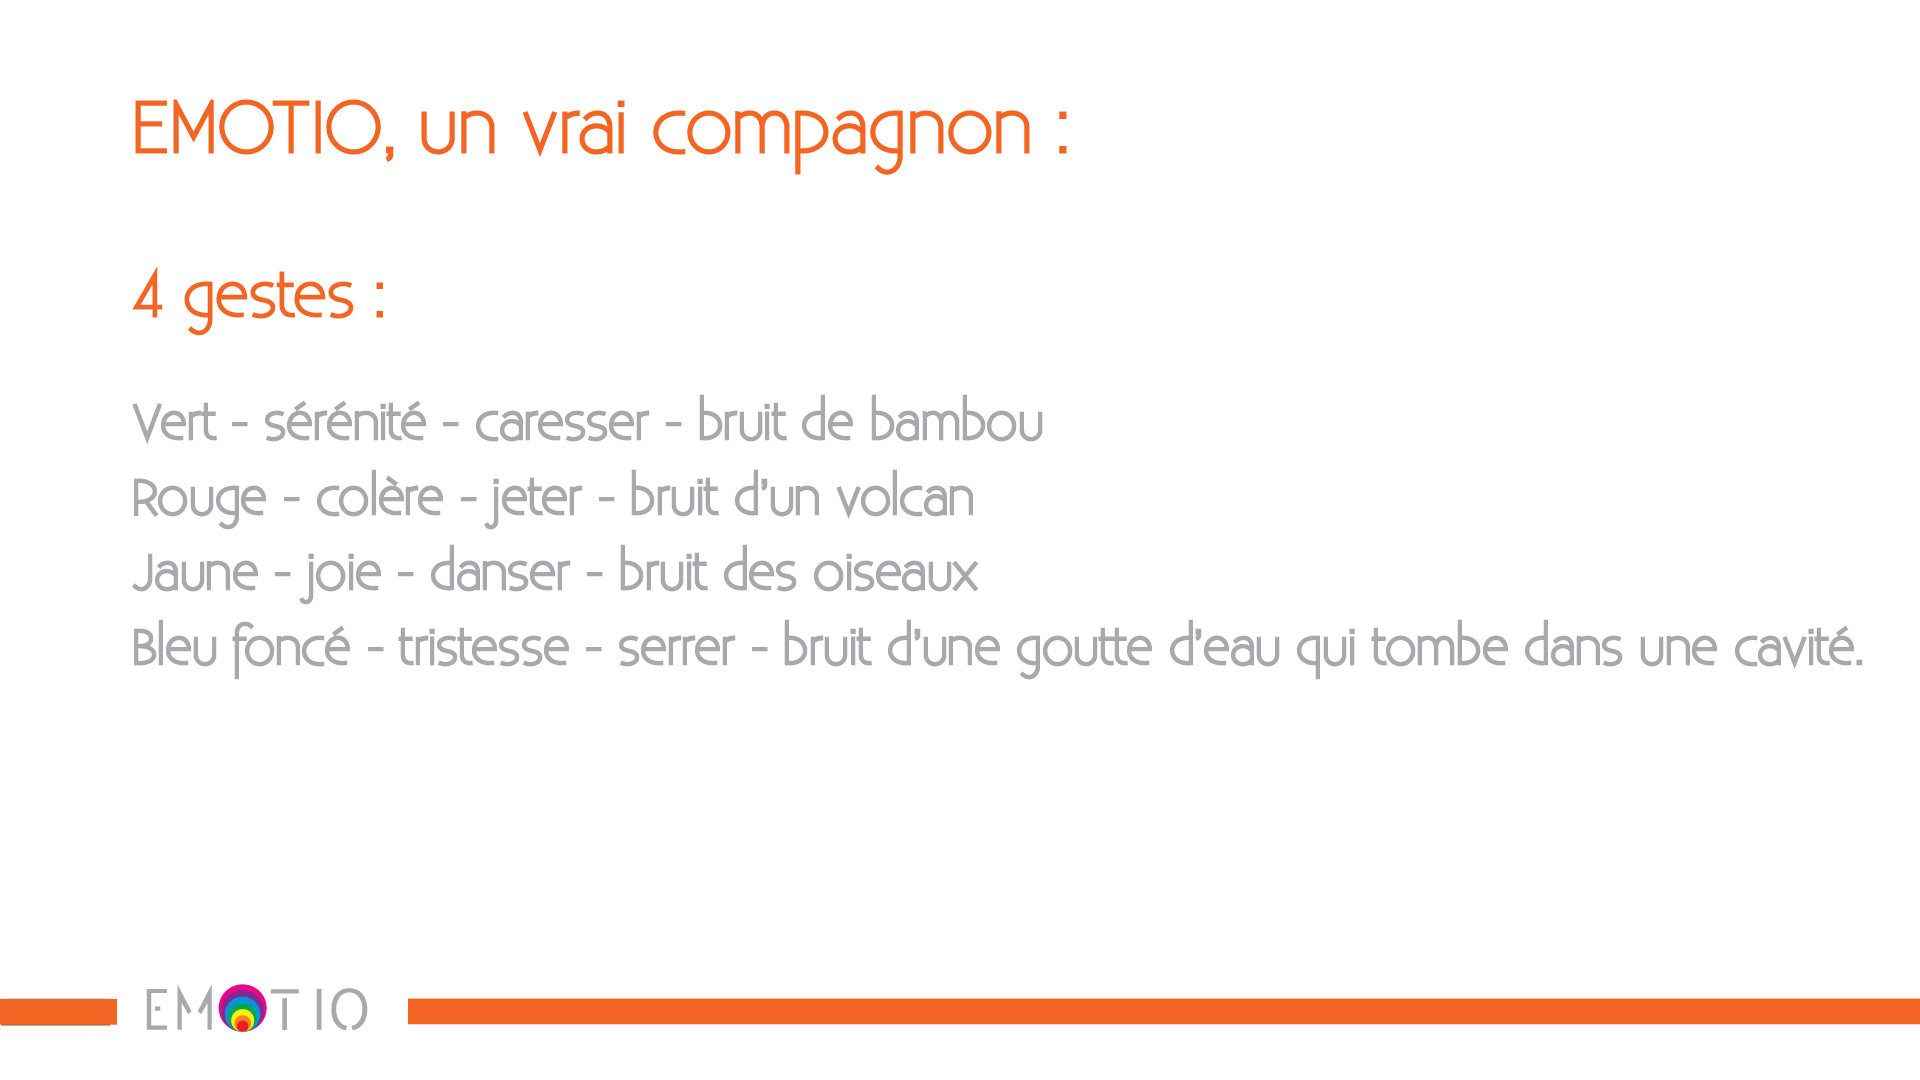 EMOTIO, un vrai compagnon :
4 gestes :
Vert - sérénité - caresser - bruit de bambou
Rouge - colère - jeter - bruit d'un volcan
Jaune - joie - danser - bruit des oiseaux
Bleu foncé - tristesse - serrer - bruit d'une goutte d'eau qui tombe dans une cavité.
EMOTIO